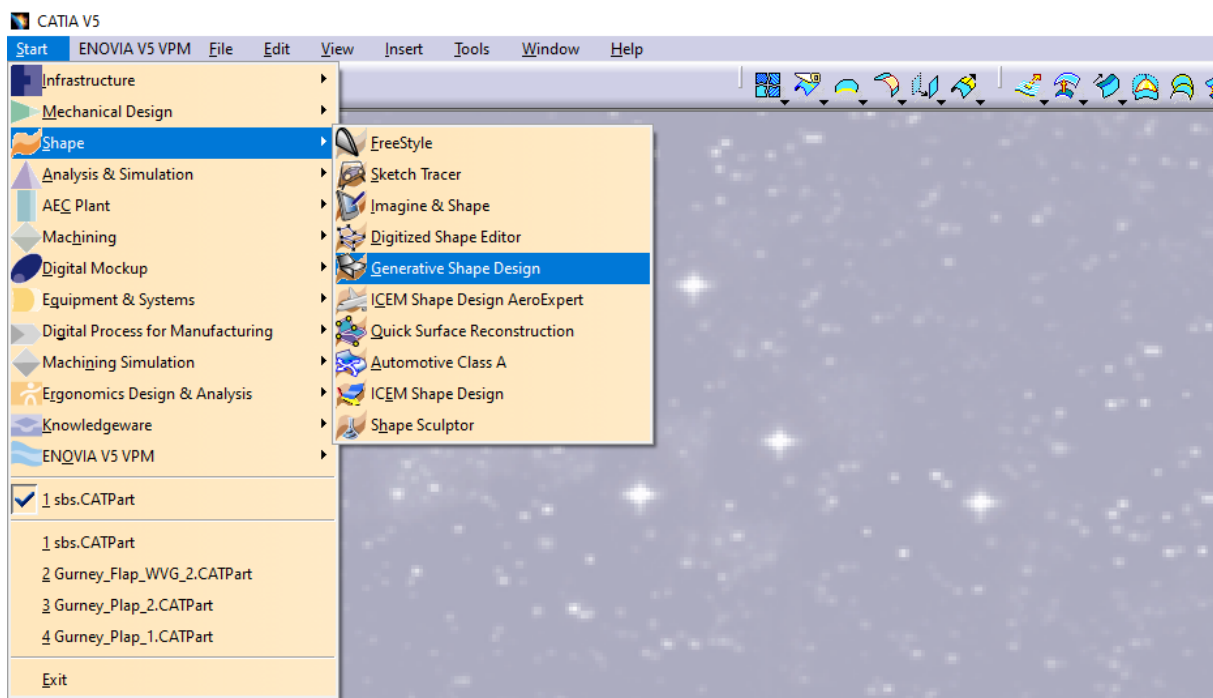 CATIA V5
Start ENOVIA V5 VPM File Edit View Insert Tools Window Help
Infrastructure
Mechanical Design
Shape
Analysis & Simulation
AEC Plant
Machining
Digital Mockup
Equipment & Systems
Digital Process for Manufacturing
Machining Simulation
Ergonomics Design & Analysis
Knowledgeware
ENOVIA V5 VPM
1 sbs.CATPart
1 sbs.CATPart
2 Gurney_Flap_WVG_2.CATPart
3 Gurney_Plap_2.CATPart
4 Gurney_Plap_1.CATPart
Exit
FreeStyle
Sketch Tracer
Imagine & Shape
Digitized Shape Editor
Generative Shape Design
ICEM Shape Design AeroExpert
Quick Surface Reconstruction
Automotive Class A
ICEM Shape Design
Shape Sculptor